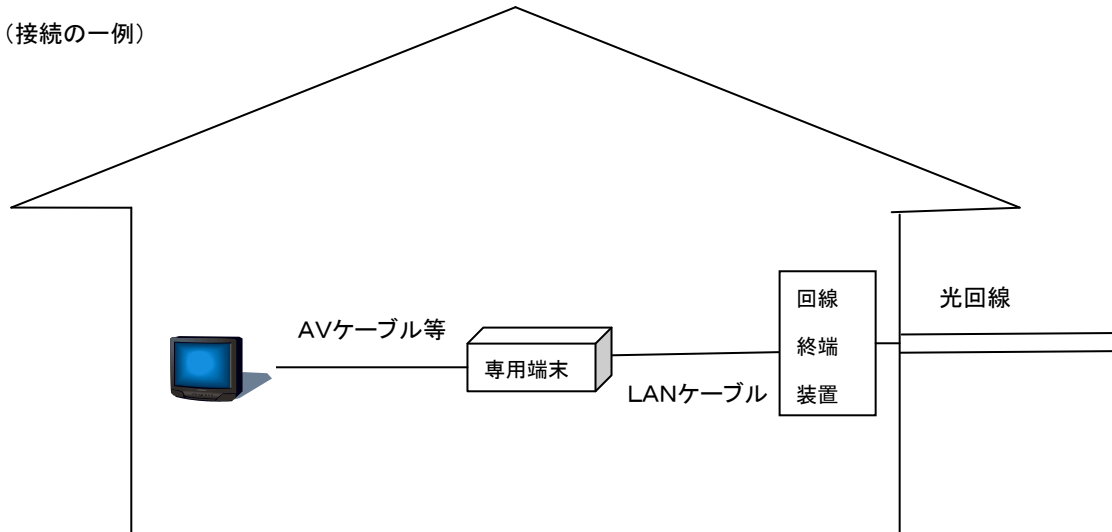 （接続の一例）
AVケーブル等
専用端末
LANケーブル
回線
終端
装置
光回線